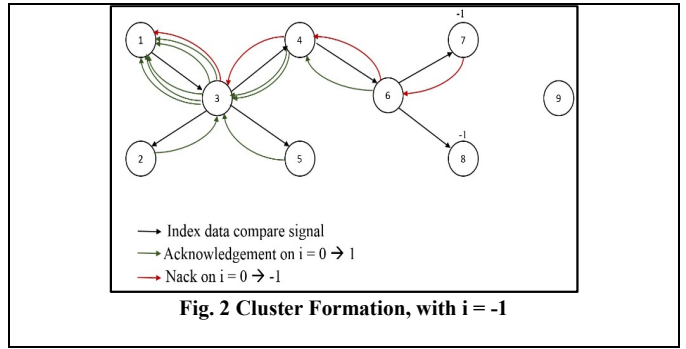 -1
1
4
7
3
6
9
-1
2
5
8
Index data compare signal
Acknowledgement on i = 0 → 1
Nack on i = 0 → -1
Fig. 2 Cluster Formation, with i = -1